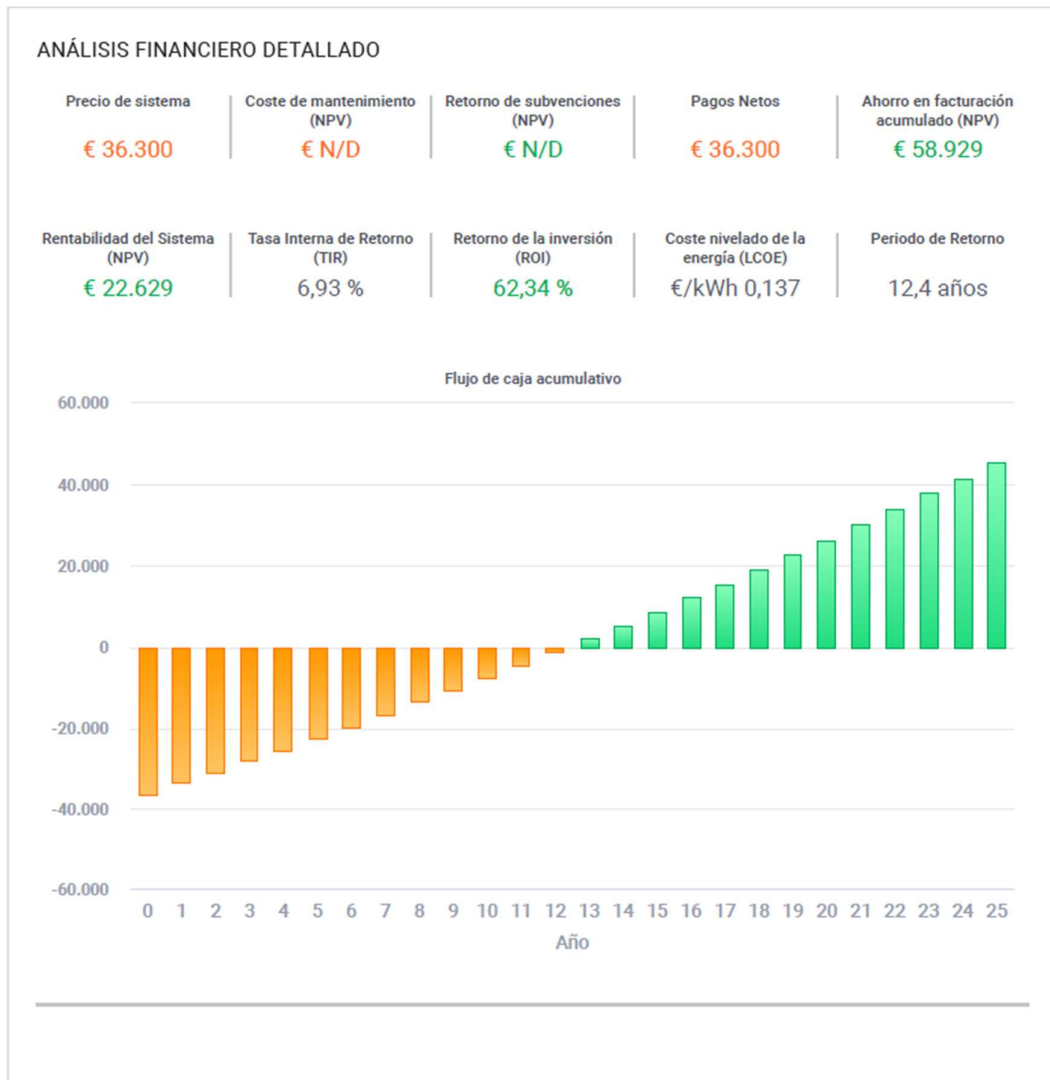 ANÁLISIS FINANCIERO DETALLADO
Precio de sistema
€ 36.300
Coste de mantenimiento
(NPV)
€ N/D
Retorno de subvenciones
(NPV)
€ N/D
Pagos Netos
€ 36.300
Ahorro en facturación
acumulado (NPV)
€ 58.929
Rentabilidad del Sistema
(NPV)
€ 22.629
Tasa Interna de Retorno
(TIR)
6,93 %
Retorno de la inversión
(ROI)
62,34 %
Coste nivelado de la
energía (LCOE)
€/kWh 0,137
Periodo de Retorno
12,4 años
Flujo de caja acumulativo
60.000
40.000
20.000
0
-20.000
-40.000
-60.000
0 1 2 3 4 5 6 7 8 9 10 11 12 13 14 15 16 17 18 19 20 21 22 23 24 25
Año